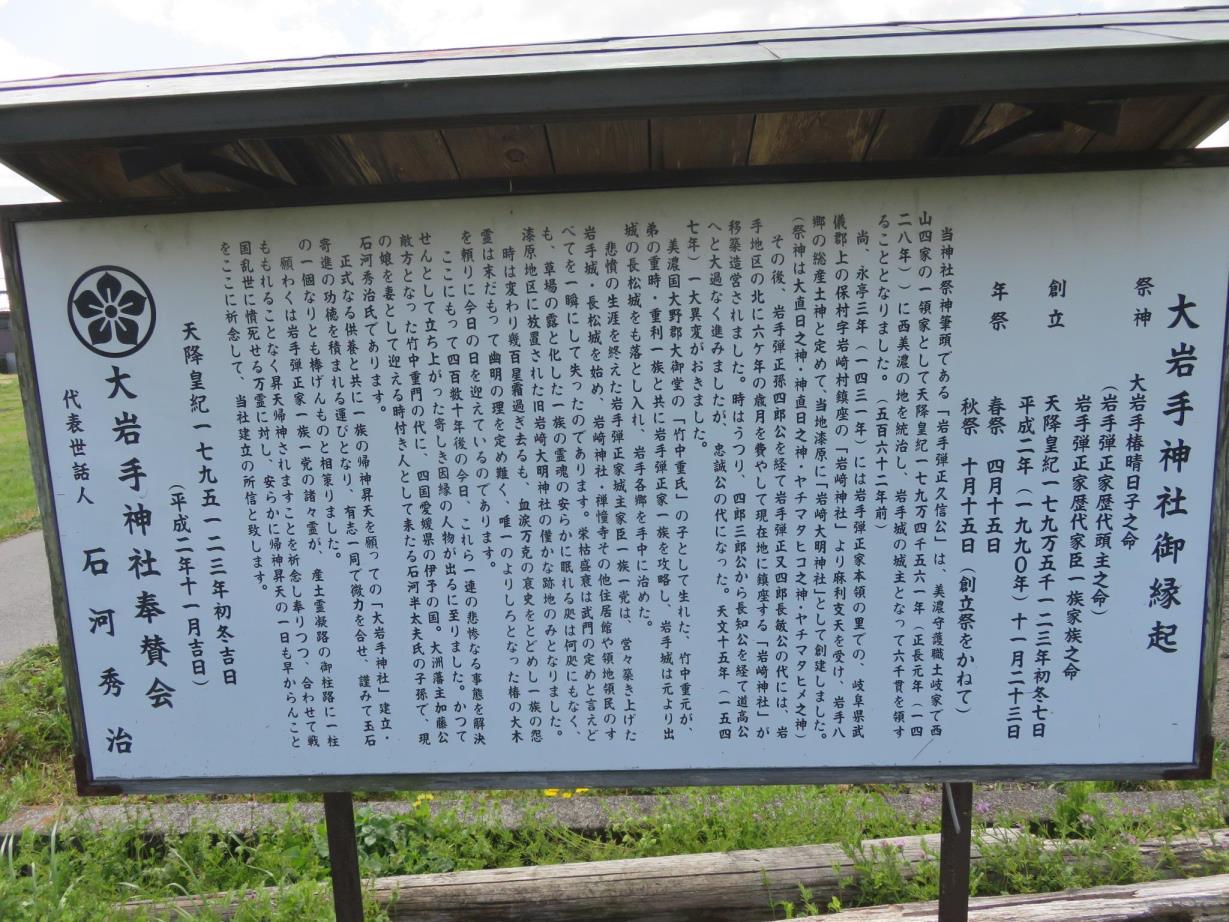 大岩手神社御縁起
祭神　大岩手椿晴日子之命
（岩手弾正家歴代頭主之命）
岩手弾正家歴代家臣一族家族之命
創立　天降皇紀一七九万五千一二三年初冬七日
平成二年（一九九〇年）十一月二十三日
年祭　春祭　四月十五日
秋祭　十月十五日（創立祭をかねて）
当神社祭神筆頭である「岩手弾正久信公」は、美濃守護職土岐家で西
山四家の一領家として天降皇紀一七九万四千五六一年（正長元年（一四
二八年））に西美濃の地を統治し、岩手城の城主となって六千貫を領す
ることとなりました。（五百六十二年前）
尚、永亭三年（一四三一年）には岩手弾正家本領の里での、岐阜県武
儀郡上の保村字岩崎村鎮座の「岩崎神社」より麻利支天を受け、岩手八
郷の総産土神と定めて、当地漆原に「岩崎大明神社」として創建しました。
（祭神は大直日之神・神直日之神・ヤチマタヒコ之神・ヤチマタヒメ之神）
その後、岩手弾正孫四郎公を経て岩手弾正又四郎長敏公の代には、岩
手地区の北に六ケ年の歳月を費やして現在地に鎮座する「岩崎神社」が
移築造営されました。時はうつり、四郎三郎公から長知公を経て道高公
へと大過なく進みましたが、忠誠公の代になった。天文十五年（一五四
七年）一大異変がおきました。
美濃国大野郡大御堂の「竹中重氏」の子として生れた、竹中重元が、
弟の重時・重利一族と共に岩手弾正家一族を攻略し、岩手城は元より出
城の長松城をも落とし入れ、岩手各郷を手中に治めた。
悲憤の生涯を終えた岩手弾正家城主家臣一族一党は、営々築き上げた
岩手城・長松城を始め、岩崎神社・禅憧寺その他住居館や領地領民のす
べてを一瞬にして失ったのであります。栄枯盛衰は武門の定めと言えど
も、草場の露と化した一族の霊魂の安らかに眠れる処は何処にもなく、
漆原地区に放置された旧岩崎大明神社の僅かな跡地のみとなりました。
時は変わり幾百星霜過ぎ去るも、血涙万克の哀史をとどめし一族の怨
霊は末だもって幽明の理を定め難く、唯一のよりしろとなった椿の大木
を頼りに今日の日を迎えているのであります。
ここにもって四百数十年後の今日、これら一連の悲惨なる事態を解決
せんとして立ち上がった寄しき因縁の人物が出るに至りました。かつて
敵方となった竹中重門の代に、四国愛媛県の伊予の国。大洲藩主加藤公
の娘を妻として迎える時付き人として来たる石河半太夫氏の子孫で、現
石河秀治氏であります。
正式なる供養と共に一族の帰神昇天を願っての「大岩手神社」建立・
寄進の功徳を積まれる運びとなり、有志一同で微力を合せ、謹みて玉石
の一個なりとも棒げんものと相策りました。
願わくは岩手弾正家一族一党の諸々霊が、産土霊凝路の御柱路に一柱
ももれることなく昇天帰神されますことを祈念し奉りつつ、合わせて戦
国乱世に憤死せる万霊に対し、安らかに帰神昇天の一日も早からんこと
をここに祈念して、当社建立の所信と致します。
天降皇紀一七九五一二三年初冬吉日
（平成二年十一月吉日）
大岩手神社奉賛会
代表世話人　石河秀治